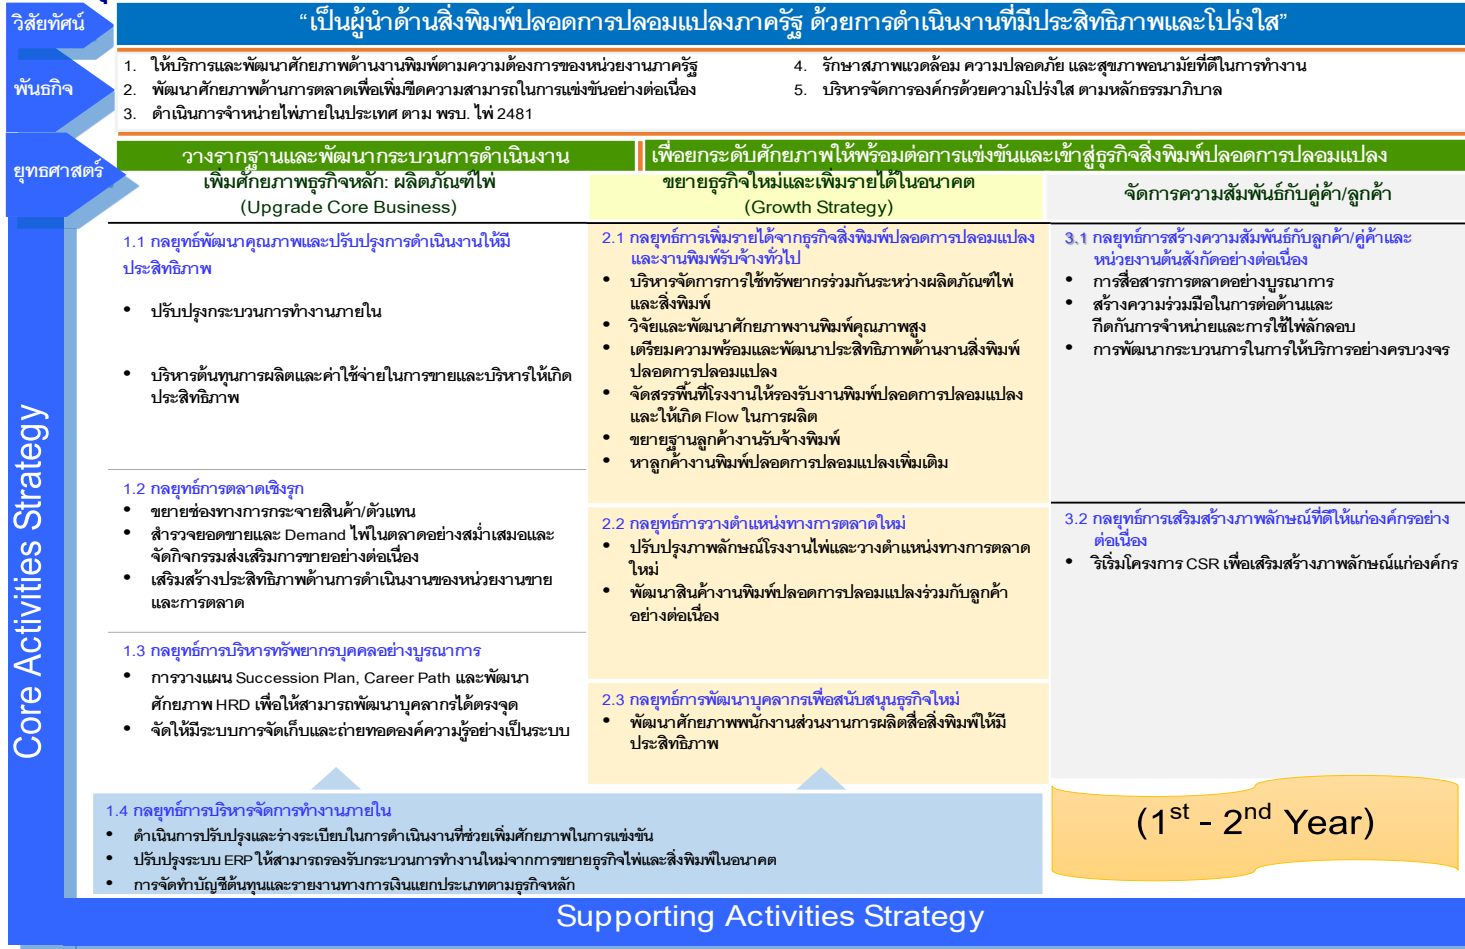 วิสัยทัศน์
“เป็นผู้นำด้านสิ่งพิมพ์ปลอดการปลอมแปลงภาครัฐ ด้วยการดำเนินงานที่มีประสิทธิภาพและโปร่งใส”
พันธกิจ
1. ให้บริการและพัฒนาศักยภาพด้านงานพิมพ์ตามความต้องการของหน่วยงานภาครัฐ
2. พัฒนาศักยภาพด้านการตลาดเพื่อเพิ่มขีดความสามารถในการแข่งขันอย่างต่อเนื่อง
3. ดำเนินการจำหน่ายไพ่ภายในประเทศ ตาม พรบ. ไพ่ 2481
4. รักษาสภาพแวดล้อม ความปลอดภัย และสุขภาพอนามัยที่ดีในการทำงาน
5. บริหารจัดการองค์กรด้วยความโปร่งใส ตามหลักธรรมาภิบาล
ยุทธศาสตร์
วางรากฐานและพัฒนากระบวนการดำเนินงาน
เพื่อยกระดับศักยภาพให้พร้อมต่อการแข่งขันและเข้าสู่ธุรกิจสิ่งพิมพ์ปลอดการปลอมแปลง
เพิ่มศักยภาพธุรกิจหลัก: ผลิตภัณฑ์ไพ่
(Upgrade Core Business)
ขยายธุรกิจใหม่และเพิ่มรายได้ในอนาคต
(Growth Strategy)
จัดการความสัมพันธ์กับคู่ค้า/ลูกค้า
Core Activities Strategy
1.1 กลยุทธ์พัฒนาคุณภาพและปรับปรุงการดำเนินงานให้มี
ประสิทธิภาพ
• ปรับปรุงกระบวนการทำงานภายใน
• บริหารต้นทุนการผลิตและค่าใช้จ่ายในการขายและบริหารให้เกิด
ประสิทธิภาพ
1.2 กลยุทธ์การตลาดเชิงรุก
• ขยายช่องทางการกระจายสินค้า/ตัวแทน
• สำรวจยอดขายและ Demand ไพ่ในตลาดอย่างสม่ำเสมอและ
จัดกิจกรรมส่งเสริมการขายอย่างต่อเนื่อง
• เสริมสร้างประสิทธิภาพด้านการดำเนินงานของหน่วยงานขาย
และการตลาด
1.3 กลยุทธ์การบริหารทรัพยากรบุคคลอย่างบูรณาการ
• การวางแผน Succession Plan, Career Path และพัฒนา
ศักยภาพ HRD เพื่อให้สามารถพัฒนาบุคลากรได้ตรงจุด
• จัดให้มีระบบการจัดเก็บและถ่ายทอดองค์ความรู้อย่างเป็นระบบ
2.1 กลยุทธ์การเพิ่มรายได้จากธุรกิจสิ่งพิมพ์ปลอดการปลอมแปลง
และงานพิมพ์รับจ้างทั่วไป
• บริหารจัดการการใช้ทรัพยากรร่วมกันระหว่างผลิตภัณฑ์ไพ่
และสิ่งพิมพ์
• วิจัยและพัฒนาศักยภาพงานพิมพ์คุณภาพสูง
• เตรียมความพร้อมและพัฒนาประสิทธิภาพด้านงานสิ่งพิมพ์
ปลอดการปลอมแปลง
• จัดสรรพื้นที่โรงงานให้รองรับงานพิมพ์ปลอดการปลอมแปลง
และให้เกิด Flow ในการผลิต
• ขยายฐานลูกค้างานรับจ้างพิมพ์
• หาลูกค้างานพิมพ์ปลอดการปลอมแปลงเพิ่มเติม
2.2 กลยุทธ์การวางตำแหน่งทางการตลาดใหม่
• ปรับปรุงภาพลักษณ์โรงงานไพ่และวางตำแหน่งทางการตลาด
ใหม่
• พัฒนาสินค้างานพิมพ์ปลอดการปลอมแปลงร่วมกับลูกค้า
อย่างต่อเนื่อง
2.3 กลยุทธ์การพัฒนาบุคลากรเพื่อสนับสนุนธุรกิจใหม่
• พัฒนาศักยภาพพนักงานส่วนงานการผลิตสื่อสิ่งพิมพ์ให้มี
ประสิทธิภาพ
3.1 กลยุทธ์การสร้างความสัมพันธ์กับลูกค้า/คู่ค้าและ
หน่วยงานต้นสังกัดอย่างต่อเนื่อง
• การสื่อสารการตลาดอย่างบูรณาการ
• สร้างความร่วมมือในการต่อต้านและ
กีดกันการจำหน่ายและการใช้ไพ่ลักลอบ
• การพัฒนากระบวนการในการให้บริการอย่างครบวงจร
3.2 กลยุทธ์การเสริมสร้างภาพลักษณ์ที่ดีให้แก่องค์กรอย่าง
ต่อเนื่อง
• ริเริ่มโครงการ CSR เพื่อเสริมสร้างภาพลักษณ์แก่องค์กร
1.4 กลยุทธ์การบริหารจัดการทำงานภายใน
• ดำเนินการปรับปรุงและร่างระเบียบในการดำเนินงานที่ช่วยเพิ่มศักยภาพในการแข่งขัน
• ปรับปรุงระบบ ERP ให้สามารถรองรับกระบวนการทำงานใหม่จากการขยายธุรกิจไพ่และสิ่งพิมพ์ในอนาคต
• การจัดทำบัญชีต้นทุนและรายงานทางการเงินแยกประเภทตามธุรกิจหลัก
(1st - 2nd Year)
Supporting Activities Strategy